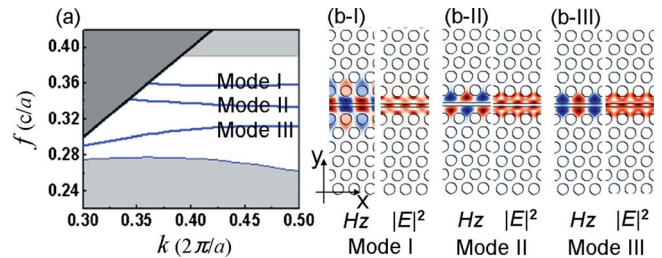 (a)
0.40
0.36
0.32
0.28
0.24
f (c/a)
Mode I
Mode II
Mode III
0.30 0.35 0.40 0.45 0.50
k (2π/a)
(b-I) (b-II) (b-III)
y
x
Hz |E|² Hz |E|² Hz |E|²
Mode I Mode II Mode III